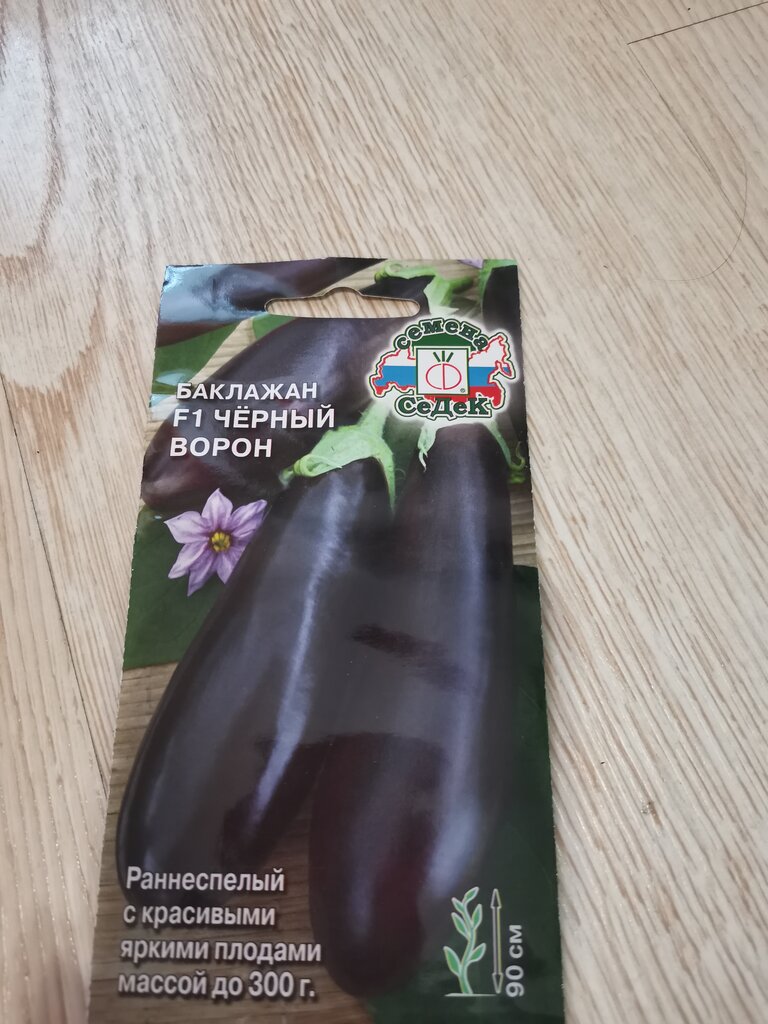 семена
СеДеК
БАКЛАЖАН
F1 ЧЁРНЫЙ
ВОРОН
Раннеспелый
с красивыми
яркими плодами
массой до 300 г.
90 см